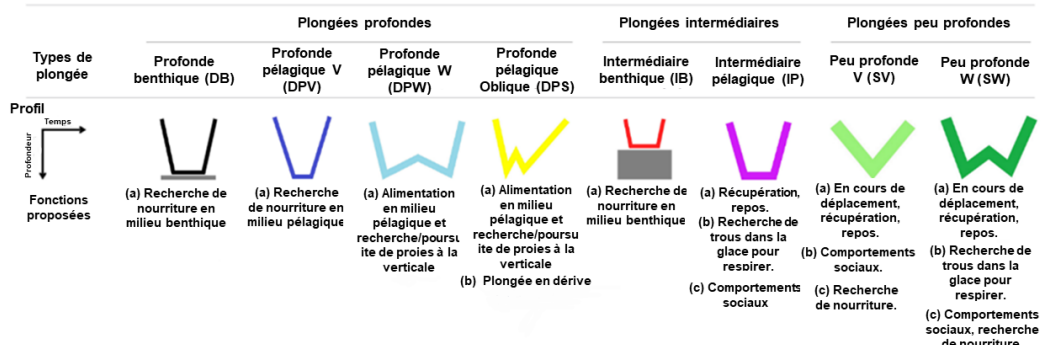 Plongées profondes
Plongées intermédiaires
Plongées peu profondes
Types de
plongée
Profonde
benthique (DB)
Profonde
pélagique V
(DPV)
Profonde
pélagique W
(DPW)
Profonde
pélagique
Oblique (DPS)
Intermédiaire
benthique (IB)
Intermédiaire
pélagique (IP)
Peu profonde
V (SV)
Peu profonde
W (SW)
Profil
Temps
Profondeur
Fonctions
proposées
(a) Recherche de
nourriture en
milieu benthique
(a) Recherche
de nourriture en
milieu pélagique
(a) Alimentation
en milieu
pélagique et
recherche/poursu
ite de proies à la
verticale
(a) Alimentation
en milieu
pélagique et
recherche/poursu
ite de proies à la
verticale
(b) Plongée en dérive
(a) Recherche de
nourriture en
milieu benthique
(a) Récupération,
repos.
(b) Recherche de
trous dans la
glace pour
respirer.
(c) Comportements
sociaux
(a) En cours de
déplacement,
récupération,
repos.
(b) Comportements
sociaux.
(c) Recherche
de nourriture.
(a) En cours de
déplacement,
récupération,
repos.
(b) Recherche de
trous dans la
glace pour
respirer.
(c) Comportements
sociaux, recherche
de nourriture